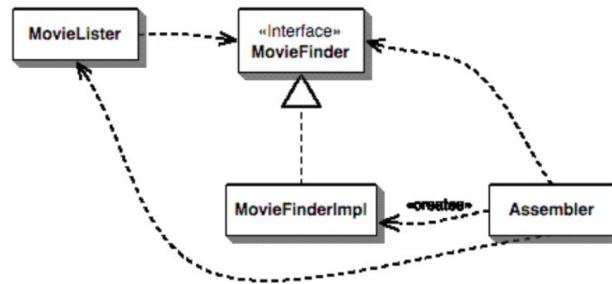 MovieLister
«Interface»
MovieFinder
MovieFinderImpl
«creates»
Assembler